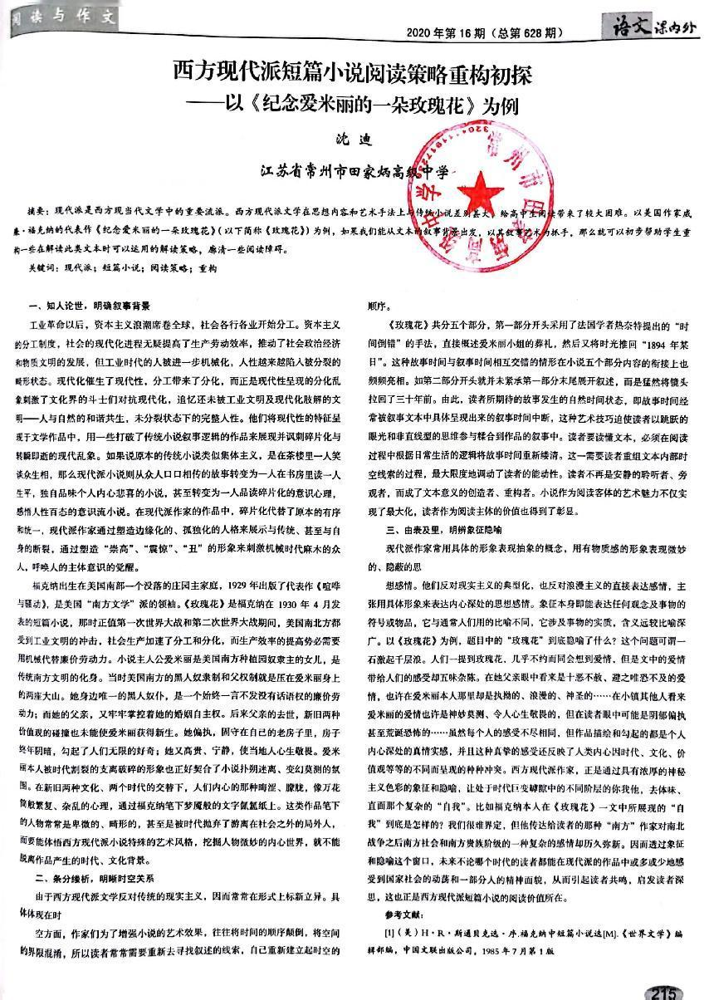 阅读与作文
2020年第16期（总第628期）
语文课内外
西方现代派短篇小说阅读策略重构初探
——以《纪念爱米丽的一朵玫瑰花》为例
沈 迪
江苏省常州市田家炳高级中学
摘要：现代派是西方现当代文学中的重要流派。西方现代派文学在思想内容和艺术手法上与传统小说差别甚大，给高中生阅读带来了较大困难。以美国作家威
廉·福克纳的代表作《纪念爱米丽的一朵玫瑰花》（以下简称《玫瑰花》）为例，如果我们能从文本的叙事背景出发，以其叙事艺术为抓手，那么就可以初步帮助学生重
构一些在解读此类文本时可以运用的解读策略，廓清一些阅读障碍。
关键词：现代派；短篇小说；阅读策略；重构
一、知人论世，明确叙事背景
工业革命以后，资本主义浪潮席卷全球，社会各行各业开始分工。资本主义
的分工制度，社会的现代化进程无疑提高了生产劳动效率，推动了社会政治经济
和物质文明的发展，但工业时代的人被进一步机械化，人性越来越陷入被分裂的
畸形状态。现代化催生了现代性，分工带来了分化，而正是现代性呈现的分化乱
象刺激了文化界的斗士们对抗现代化，追忆还未被工业文明及现代化肢解的文
明——人与自然的和谐共生，未分裂状态下的完整人性。他们将现代性的特征呈
现于文学作品中，用一些打破了传统小说叙事逻辑的作品来展现并讽刺碎片化与
转瞬即逝的现代乱象。如果说原本的传统小说类似集体主义，是在茶楼里一人笑
谈众生相，那么现代派小说则从众人口口相传的故事转变为一人在书房里读一人
生平，独自品味个人内心悲喜的小说，甚至转变为一人品读碎片化的意识心理，
感悟人性百态的意识流小说。在现代派作家的作品中，碎片化代替了原本的有序
和统一，现代派作家通过塑造边缘化的、孤独化的人格来展示与传统、甚至与自
身的断裂，通过塑造“崇高”、“震惊”、“丑”的形象来刺激机械时代麻木的众
人，呼唤人的主体意识的觉醒。
福克纳出生在美国南部一个没落的庄园主家庭，1929 年出版了代表作《喧哗
与骚动》，是美国“南方文学”派的领袖。《玫瑰花》是福克纳在 1930 年 4 月发
表的短篇小说，那时正值第一次世界大战和第二次世界大战期间，美国南北方都
受到工业文明的冲击，社会生产加速了分工和分化，而生产效率的提高势必需要
用机械代替廉价劳动力。小说主人公爱米丽是美国南方种植园奴隶主的女儿，是
传统南方文明的化身。当时美国南方的黑人奴隶制和父权制就是压在爱米丽身上
的两座大山。她身边唯一的黑人奴仆，是一个始终一言不发没有话语权的廉价劳
动力；而她的父亲，又牢牢掌控着她的婚姻自主权。后来父亲的去世，新旧两种
价值观的碰撞也未能使爱米丽获得新生。她偏执，固守在自己的老房子里，房子
终年阴暗，勾起了人们无限的好奇；她又高贵、宁静，使当地人心生敬畏。爱米
丽本人被时代割裂的支离破碎的形象也正好契合了小说扑朔迷离、变幻莫测的氛
围。在新旧两种文化、两个时代的交替下，人们内心的那种晦涩、朦胧，像万花
筒般繁复、杂乱的心理，通过福克纳笔下梦魇般的文字氤氲纸上。这类作品笔下
的人物常常是卑微的、畸形的，甚至是被时代抛弃了游离在社会之外的局外人，
而要能体悟西方现代派小说特殊的艺术风格，挖掘人物微妙的内心世界，就不能
脱离作品产生的时代、文化背景。
二、条分缕析，明晰时空关系
由于西方现代派文学反对传统的现实主义，因而常常在形式上标新立异。具
体体现在时
空方面，作家们为了增强小说的艺术效果，往往将时间的顺序颠倒，将空间
的界限混淆，所以读者常常需要重新去寻找叙述的线索，自己重新建立起时空的
顺序。
《玫瑰花》共分五个部分，第一部分开头采用了法国学者热奈特提出的“时
间倒错”的手法，直接概述爱米丽小姐的葬礼，然后又将时光推回“1894 年某
日”。这种故事时间与叙事时间相互交错的情形在小说五个部分内容的衔接上也
频频亮相。如第二部分开头就并未紧承第一部分末尾展开叙述，而是猛然将镜头
拉回了三十年前。由此，读者所期待的故事发生的自然时间状态，即故事时间经
常被叙事文本中具体呈现出来的叙事时间中断，这种艺术技巧迫使读者以跳跃的
眼光和非直线型的思维参与糅合到作品的叙事中。读者要读懂文本，必须在阅读
过程中根据日常生活的逻辑将故事时间重新缕清。这一需要读者重组文本内部时
空线索的过程，最大限度地调动了读者的能动性。读者不再是安静的聆听者、旁
观者，而成了文本意义的创造者、重构者。小说作为阅读客体的艺术魅力不仅实
现了最大化，读者作为阅读主体的价值也得到了彰显。
三、由表及里，明辨象征隐喻
现代派作家常用具体的形象表现抽象的概念，用有物质感的形象表现微妙
的、隐蔽的思
想感情。他们反对现实主义的典型化，也反对浪漫主义的直接表达感情，主
张用具体形象来表达内心深处的思想感情。象征本身即能表达任何观念及事物的
符号或物品，它与通常人们用的比喻不同，它涉及事物的实质，含义远较比喻深
广。以《玫瑰花》为例，题目中的“玫瑰花”到底隐喻了什么？这个问题可谓一
石激起千层浪。人们一提到玫瑰花，几乎不约而同会想到爱情，但是文中的爱情
带给人们的感受却五味杂陈。在她父亲眼中看来是十恶不赦、避之唯恐不及的爱
情，也许在爱米丽本人那里却是执拗的、浪漫的、神圣的……在小镇其他人看来
爱米丽的爱情也许是神妙莫测、令人心生敬畏的，但在读者眼中可能是阴郁偏执
甚至荒诞恐怖的……虽然每个人的感受不尽相同，但作品描绘和勾起的都是个人
内心深处的真情实感，并且这种真挚的感受还反映了人类内心因时代、文化、价
值观等等的不同而呈现的种种冲突。西方现代派作家，正是通过具有浓厚的神秘
主义色彩的象征和隐喻，让处于时代巨变罅隙中的不同阶层的你我他，去体味、
直面那个复杂的“自我”。比如福克纳本人在《玫瑰花》一文中所展现的“自
我”到底是怎样的？我们很难界定，但他传达给读者的那种“南方”作家对南北
战争之后南方社会和南方贵族阶级的一种复杂的感情却历久弥新。因而透过象征
和隐喻这个窗口，未来不论哪个时代的读者都能在现代派的作品中或多或少地感
受到国家社会的动荡和一部分人的精神面貌，从而引起读者共鸣，启发读者深
思，这也正是西方现代派短篇小说的阅读价值所在。
参考文献：
[1]（美）H·R·斯通贝克选·序.福克纳中短篇小说选[M].《世界文学》编
辑部编，中国文联出版公司，1985 年 7 月第 1 版
215
常州市田家炳高级中学